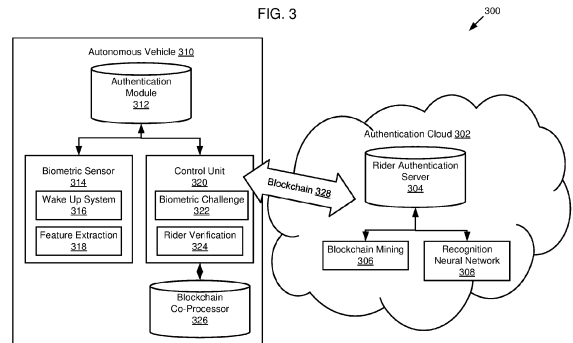 FIG. 3
300
Autonomous Vehicle 310
Authentication
Module
312
Biometric Sensor
314
Wake Up System
316
Feature Extraction
318
Control Unit
320
Biometric Challenge
322
Rider Verification
324
Blockchain
Co-Processor
326
Blockchain 328
Authentication Cloud 302
Rider Authentication
Server
304
Blockchain Mining
306
Recognition
Neural Network
308